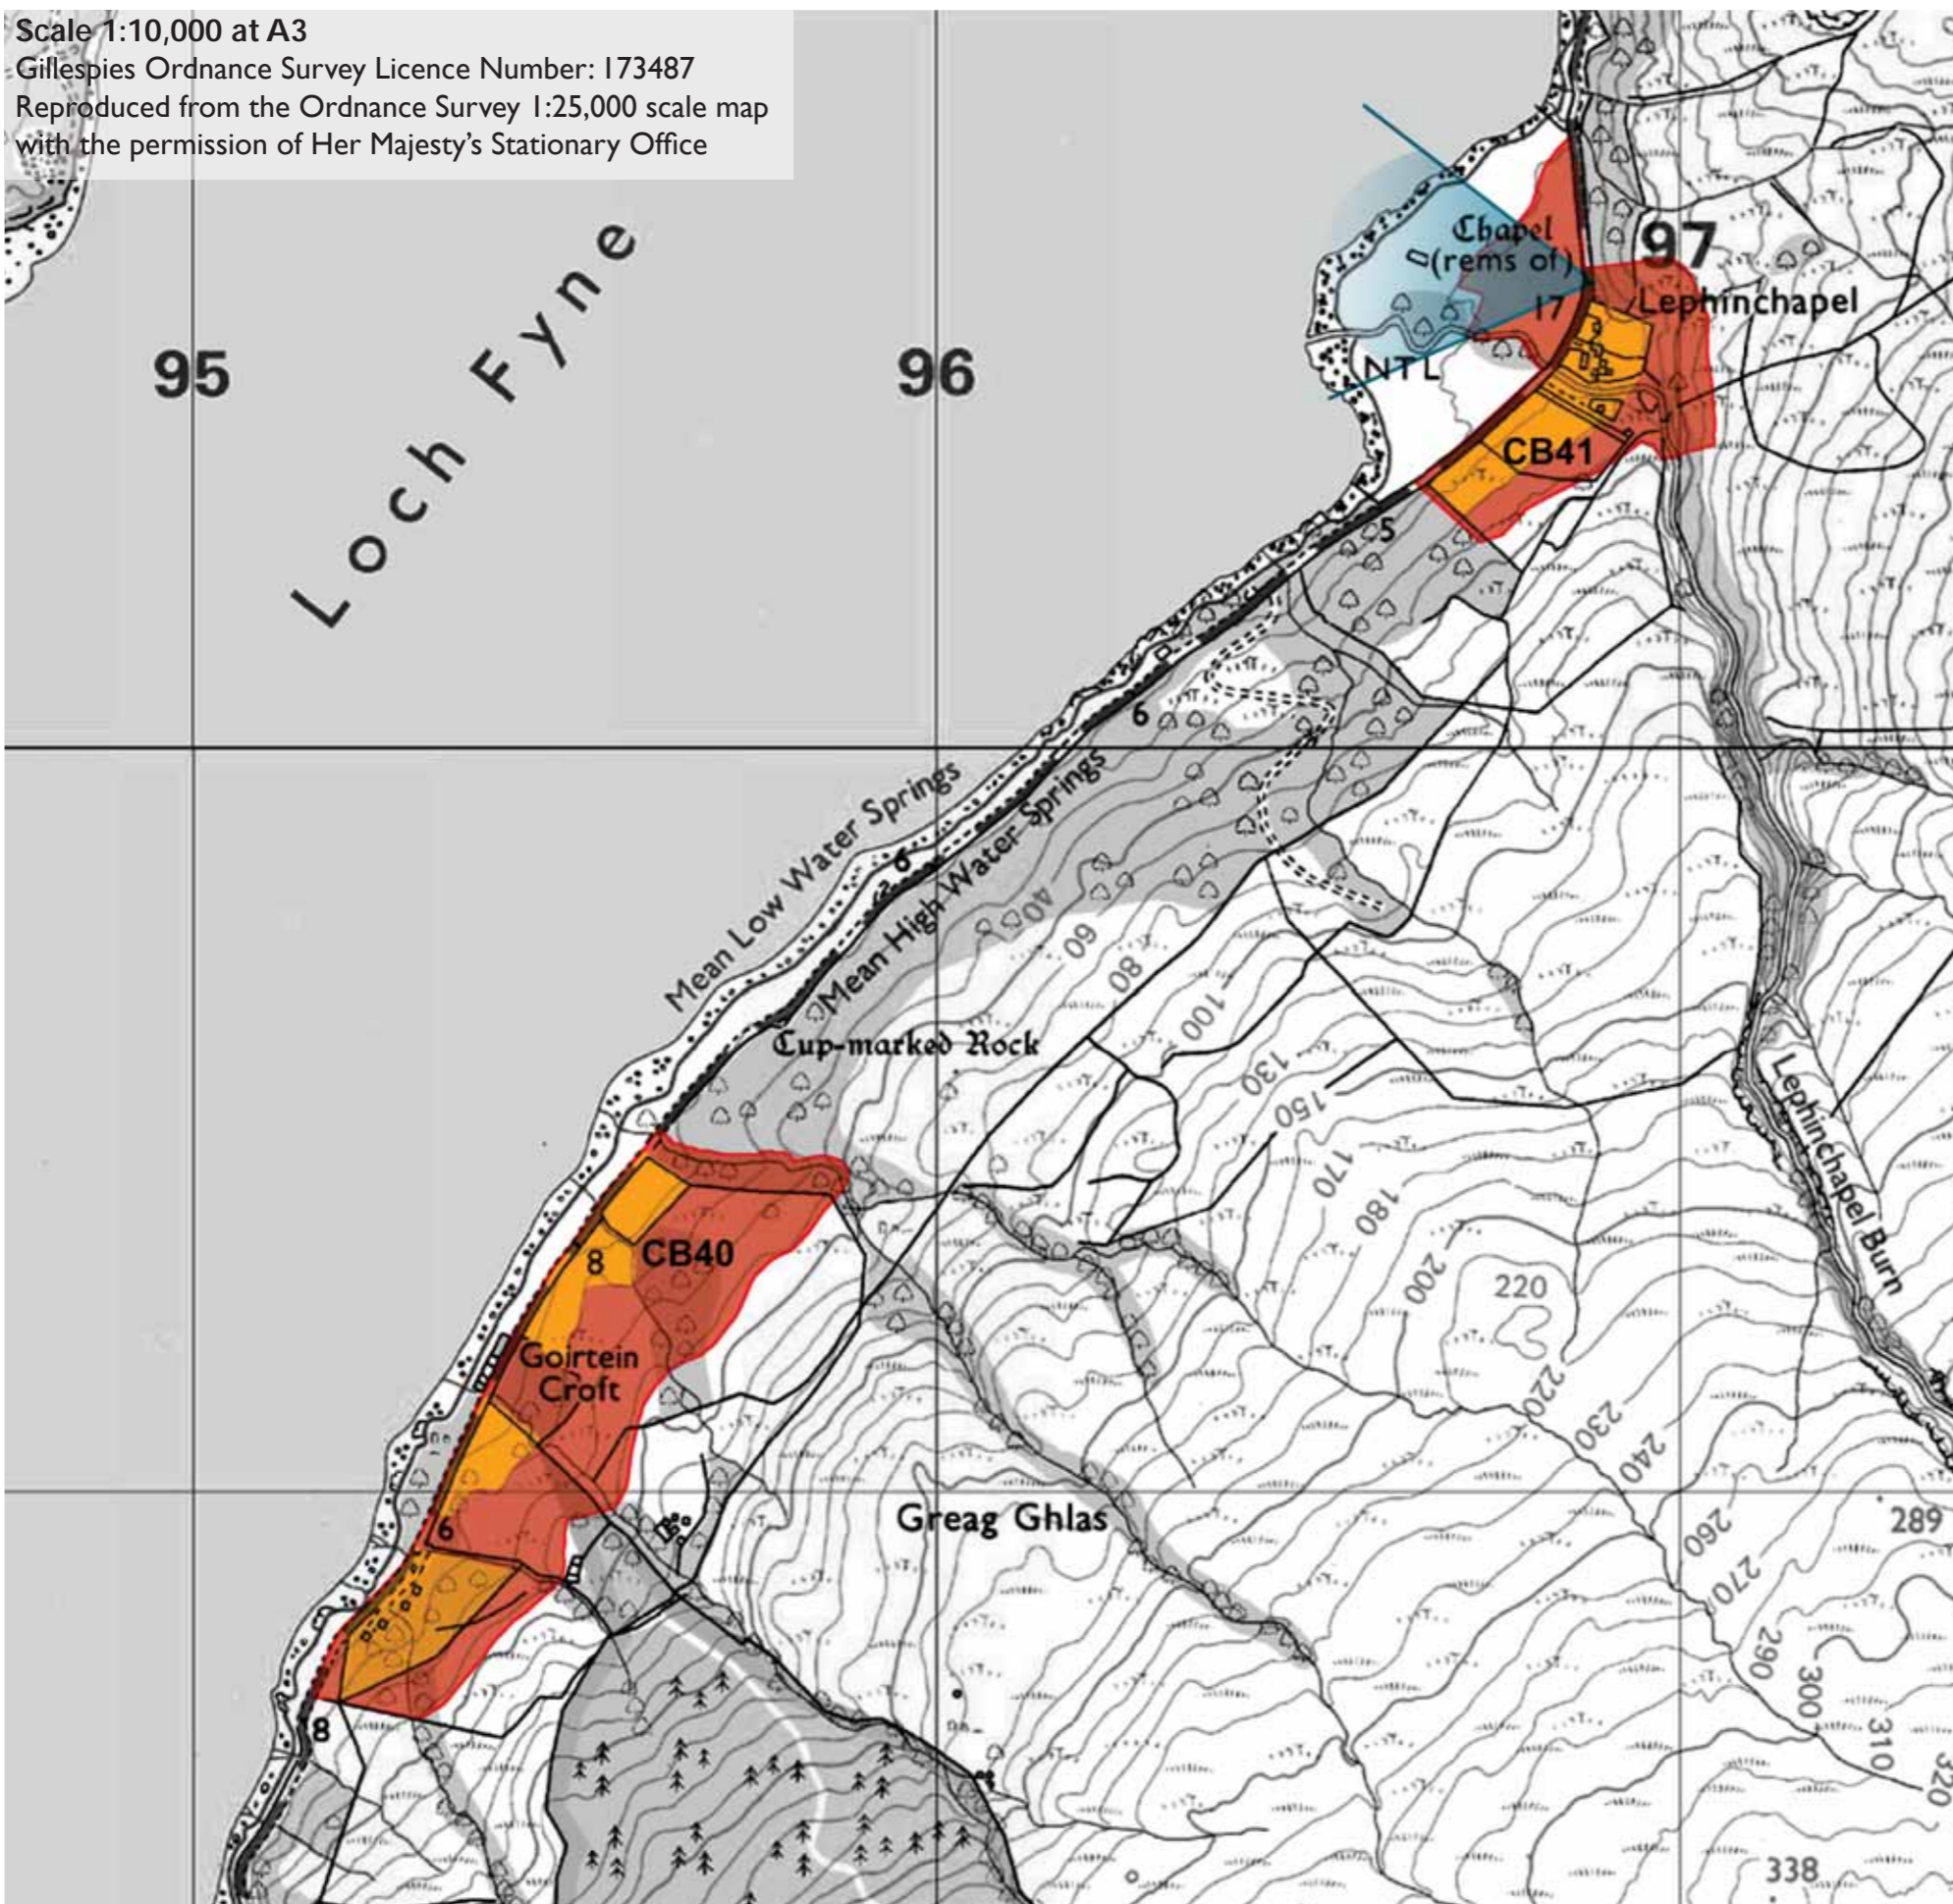 Scale 1:10,000 at A3
Gillespies Ordnance Survey Licence Number: 173487
Reproduced from the Ordnance Survey 1:25,000 scale map
with the permission of Her Majesty's Stationary Office
Chapel
(rems of)
97
17
Lephinchapel
95
Loch Fyne
96
NTL
CB41
5
6
Mean Low Water Springs
6
Mean High Water Springs
40
60
80
100
130
150
170
180
200
220
Cup-marked Rock
Lephinchapel Burn
CB40
8
Goirtein
Croft
220
230
240
260
270
289
290
300
310
320
Greag Ghlas
6
8
338